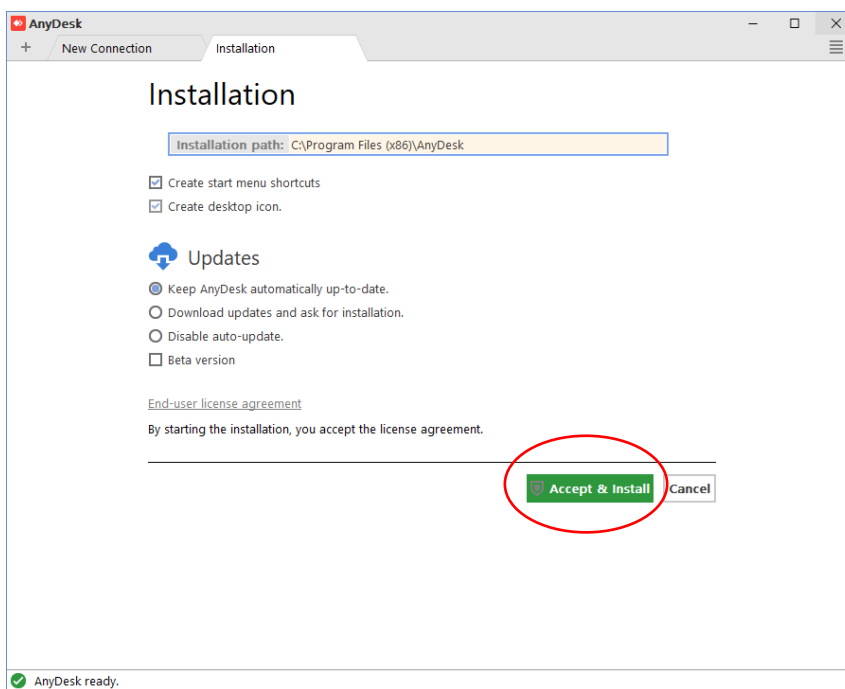 AnyDesk
New Connection
Installation
Installation
Installation path: C:\Program Files (x86)\AnyDesk
Create start menu shortcuts
Create desktop icon.
Updates
Keep AnyDesk automatically up-to-date.
Download updates and ask for installation.
Disable auto-update.
Beta version
End-user license agreement
By starting the installation, you accept the license agreement.
Accept & Install
Cancel
AnyDesk ready.